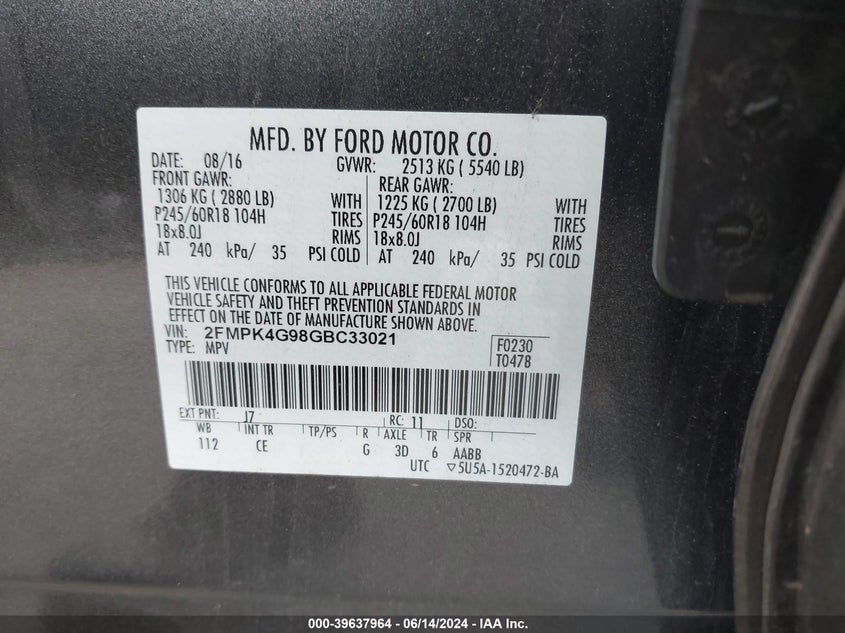 MFD. BY FORD MOTOR CO.
DATE: 08/16 GVWR: 2513 KG ( 5540 LB)
FRONT GAWR: REAR GAWR:
1306 KG ( 2880 LB) WITH 1225 KG ( 2700 LB) WITH
P245/60R18 104H TIRES P245/60R18 104H TIRES
18x8.0J RIMS 18x8.0J RIMS
AT 240 kPa/ 35 PSI COLD AT 240 kPa/ 35 PSI COLD
THIS VEHICLE CONFORMS TO ALL APPLICABLE FEDERAL MOTOR
VEHICLE SAFETY AND THEFT PREVENTION STANDARDS IN
EFFECT ON THE DATE OF MANUFACTURE SHOWN ABOVE.
VIN: 2FMPK4G98GBC33021 F0230
TYPE: MPV T0478
EXT PNT: J7 RC: 11 DSO:
WB INT TR TP/PS R AXLE TR SPR
112 CE G 3D 6 AABB
UTC ▽5U5A-1520472-BA
000-39637964 / 06/14/2024 - IAA Inc.